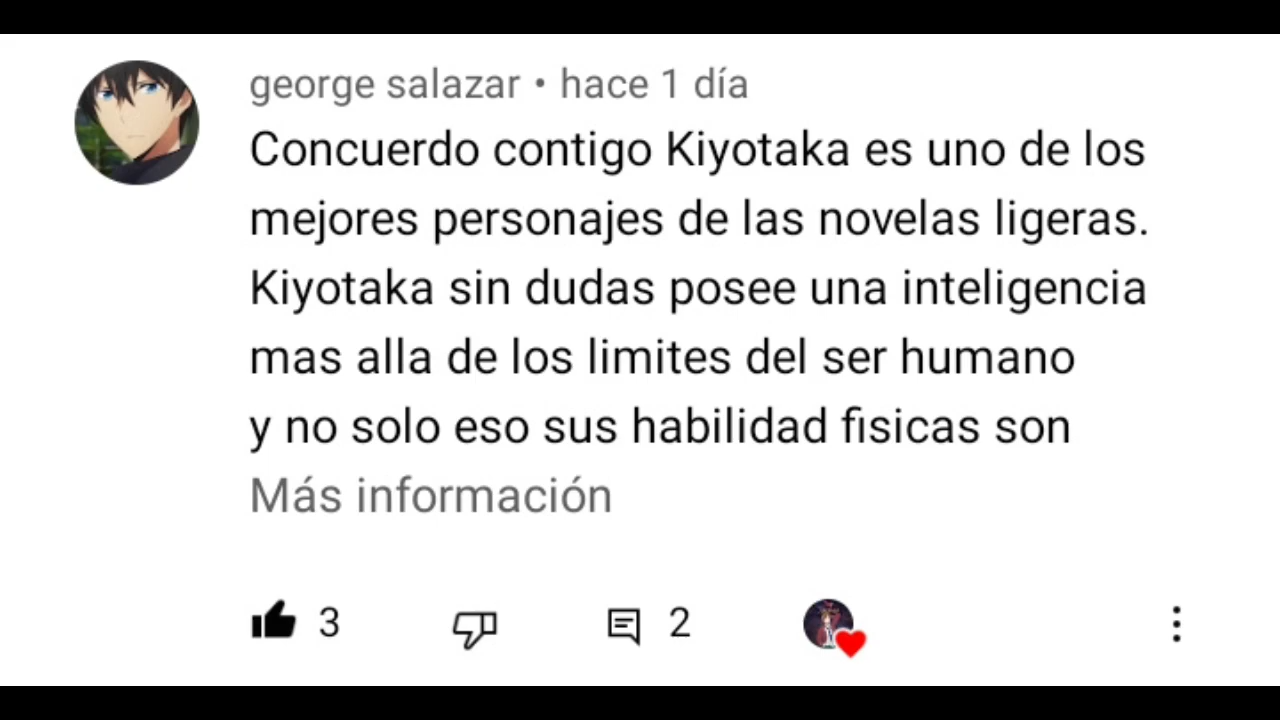 george salazar • hace 1 día
Concuerdo contigo Kiyotaka es uno de los
mejores personajes de las novelas ligeras.
Kiyotaka sin dudas posee una inteligencia
mas alla de los limites del ser humano
y no solo eso sus habilidad fisicas son
Más información
3 2